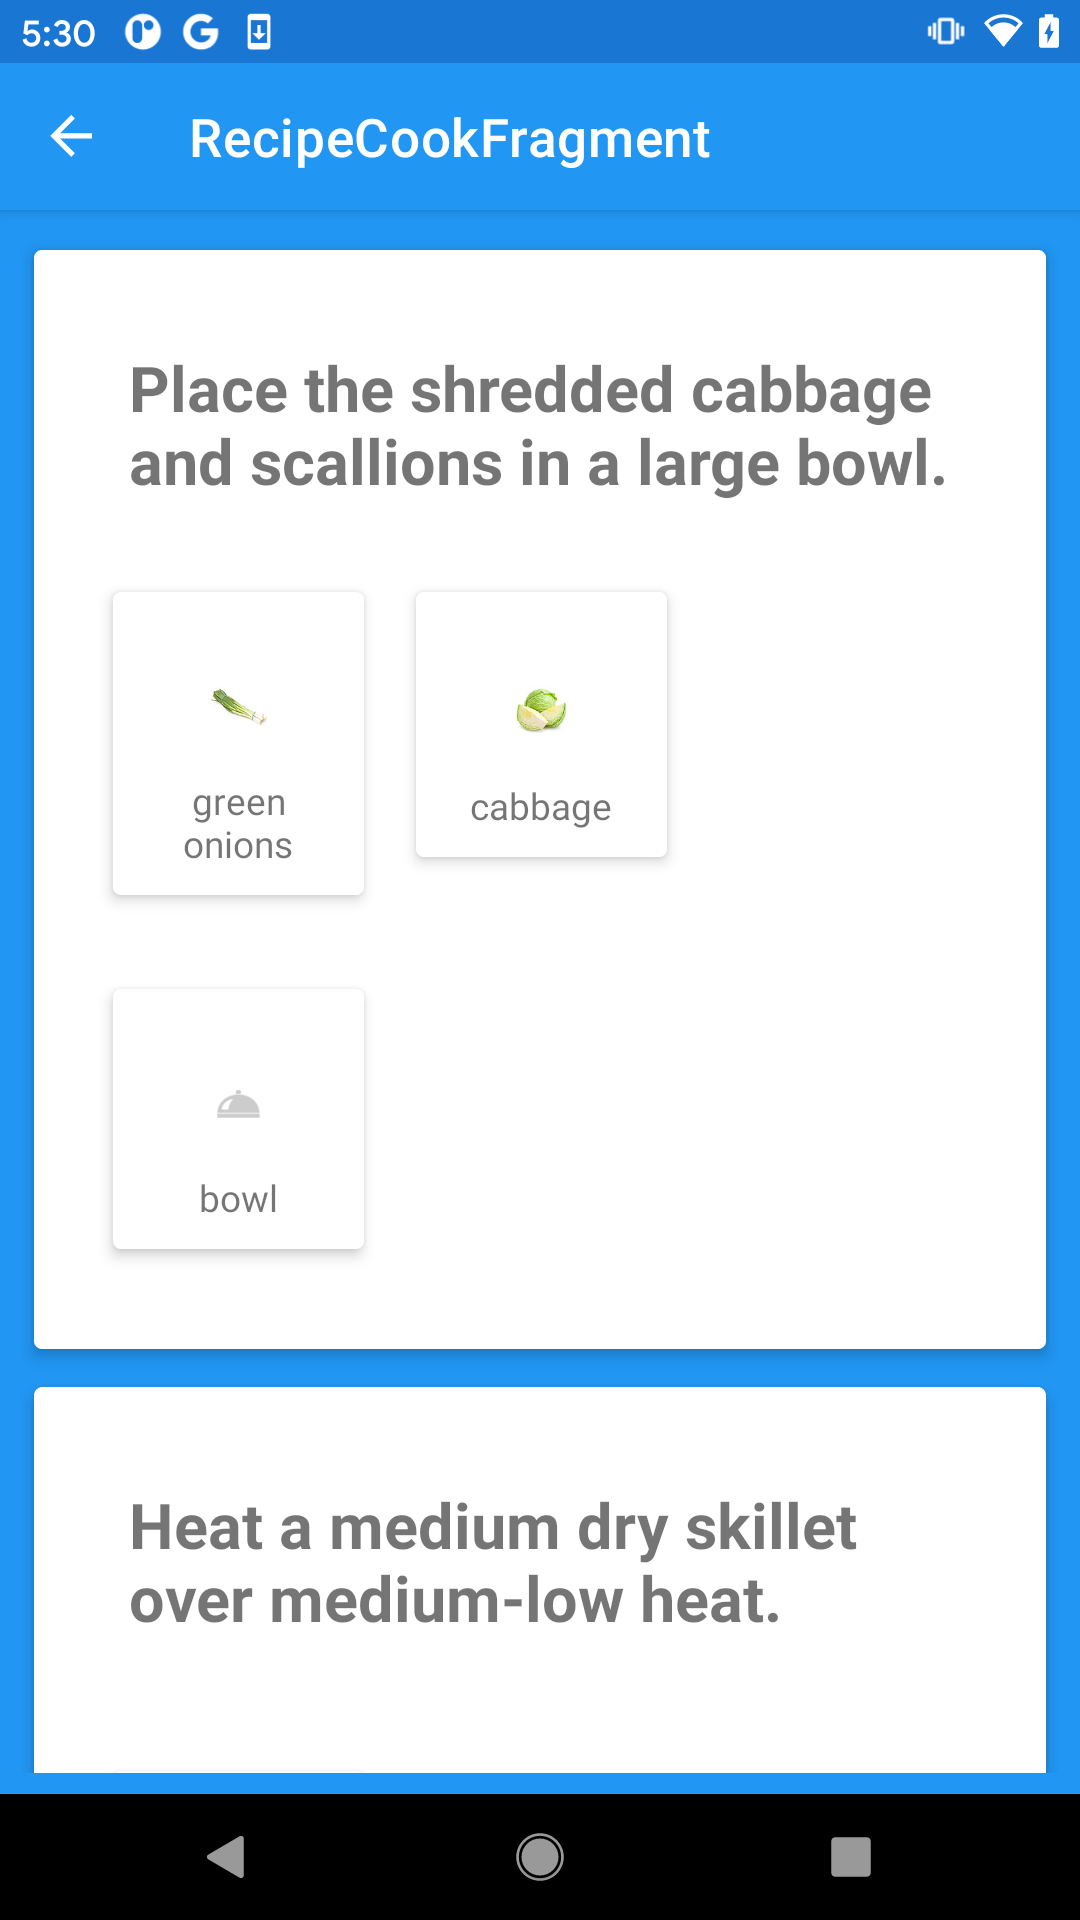 5:30
RecipeCookFragment
Place the shredded cabbage
and scallions in a large bowl.
green
onions
cabbage
bowl
Heat a medium dry skillet
over medium-low heat.